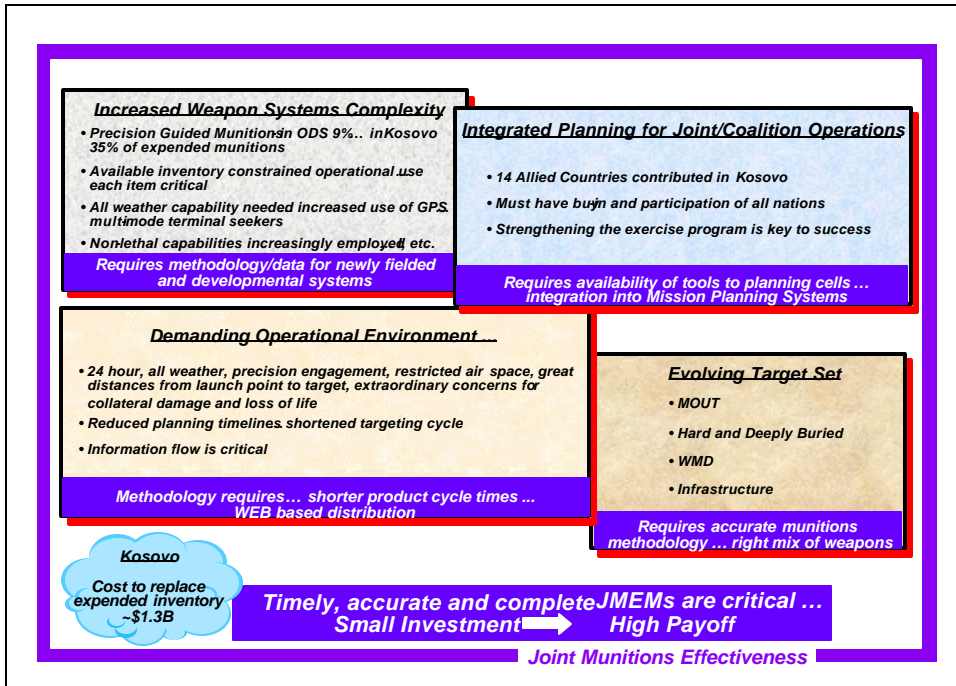 Increased Weapon Systems Complexity
• Precision Guided Munitions in ODS 9%... in Kosovo
35% of expended munitions
• Available inventory constrained operational use
each item critical
• All weather capability needed increased use of GPS.
multi-mode terminal seekers
• Non-lethal capabilities increasingly employed, etc.
Requires methodology/data for newly fielded
and developmental systems
Integrated Planning for Joint/Coalition Operations
• 14 Allied Countries contributed in Kosovo
• Must have buy-in and participation of all nations
• Strengthening the exercise program is key to success
Requires availability of tools to planning cells ...
integration into Mission Planning Systems
Demanding Operational Environment ...
• 24 hour, all weather, precision engagement, restricted air space, great
distances from launch point to target, extraordinary concerns for
collateral damage and loss of life
• Reduced planning timelines shortened targeting cycle
• Information flow is critical
Methodology requires... shorter product cycle times ...
WEB based distribution
Evolving Target Set
• MOUT
• Hard and Deeply Buried
• WMD
• Infrastructure
Requires accurate munitions
methodology ... right mix of weapons
Kosovo
Cost to replace
expended inventory
~$1.3B
Timely, accurate and complete JMEMs are critical ...
Small Investment → High Payoff
Joint Munitions Effectiveness